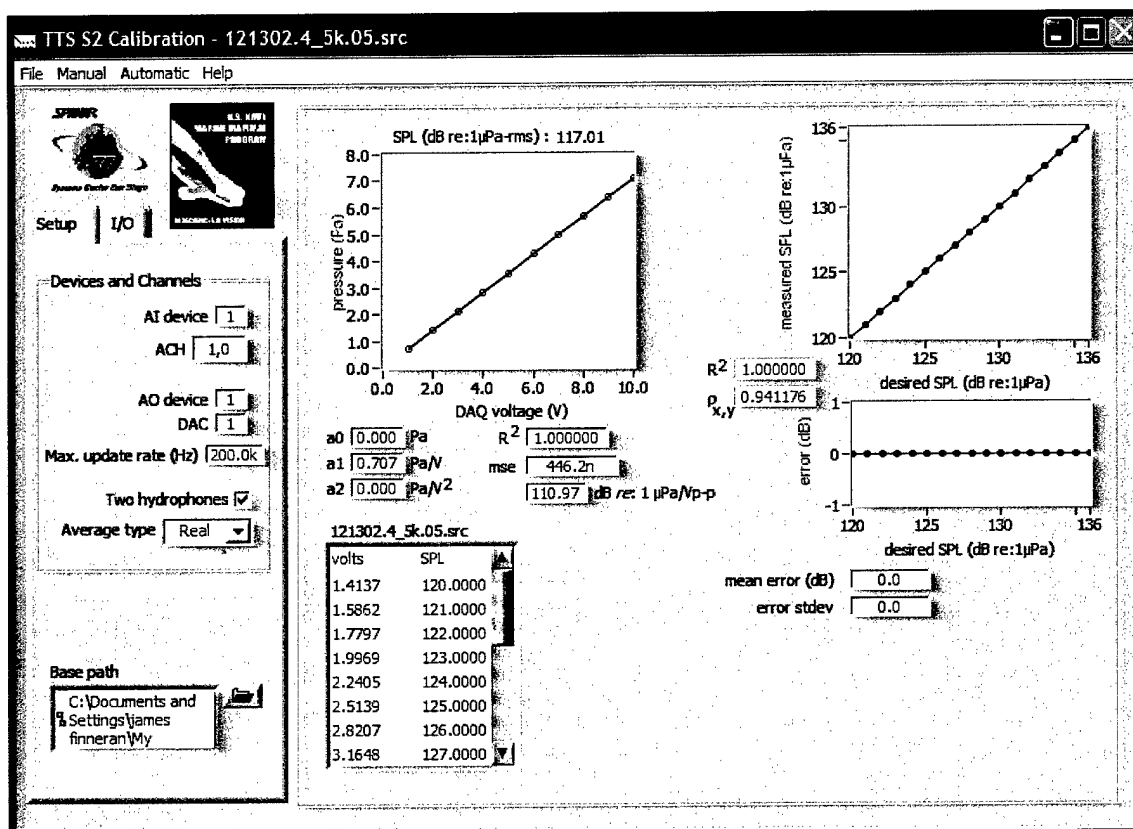 TTS S2 Calibration - 121302.4_5k.05.src
File Manual Automatic Help
Setup I/O
Devices and Channels
AI device 1
ACH 1,0
AO device 1
DAC 1
Max. update rate (Hz) 200.0k
Two hydrophones
Average type Real
Base path
C:\Documents and
Settings\james
finneran\My
SPL (dB re:1µPa-rms) : 117.01
pressure (Pa)
8.0
7.0
6.0
5.0
4.0
3.0
2.0
1.0
0.0
0.0 2.0 4.0 6.0 8.0 10.0
DAQ voltage (V)
a0 0.000 Pa
a1 0.707 Pa/V
a2 0.000 Pa/V²
R² 1.000000
mse 446.2n
110.97 dB re: 1 µPa/Vp-p
121302.4_5k.05.src
volts SPL
1.4137 120.0000
1.5862 121.0000
1.7797 122.0000
1.9969 123.0000
2.2405 124.0000
2.5139 125.0000
2.8207 126.0000
3.1648 127.0000
measured SPL (dB re:1µPa)
136
130
125
120
120 125 130 136
desired SPL (dB re:1µPa)
R² 1.000000
ρx,y 0.941176
error (dB)
1
0
-1
120 125 130 136
desired SPL (dB re:1µPa)
mean error (dB) 0.0
error stdev 0.0